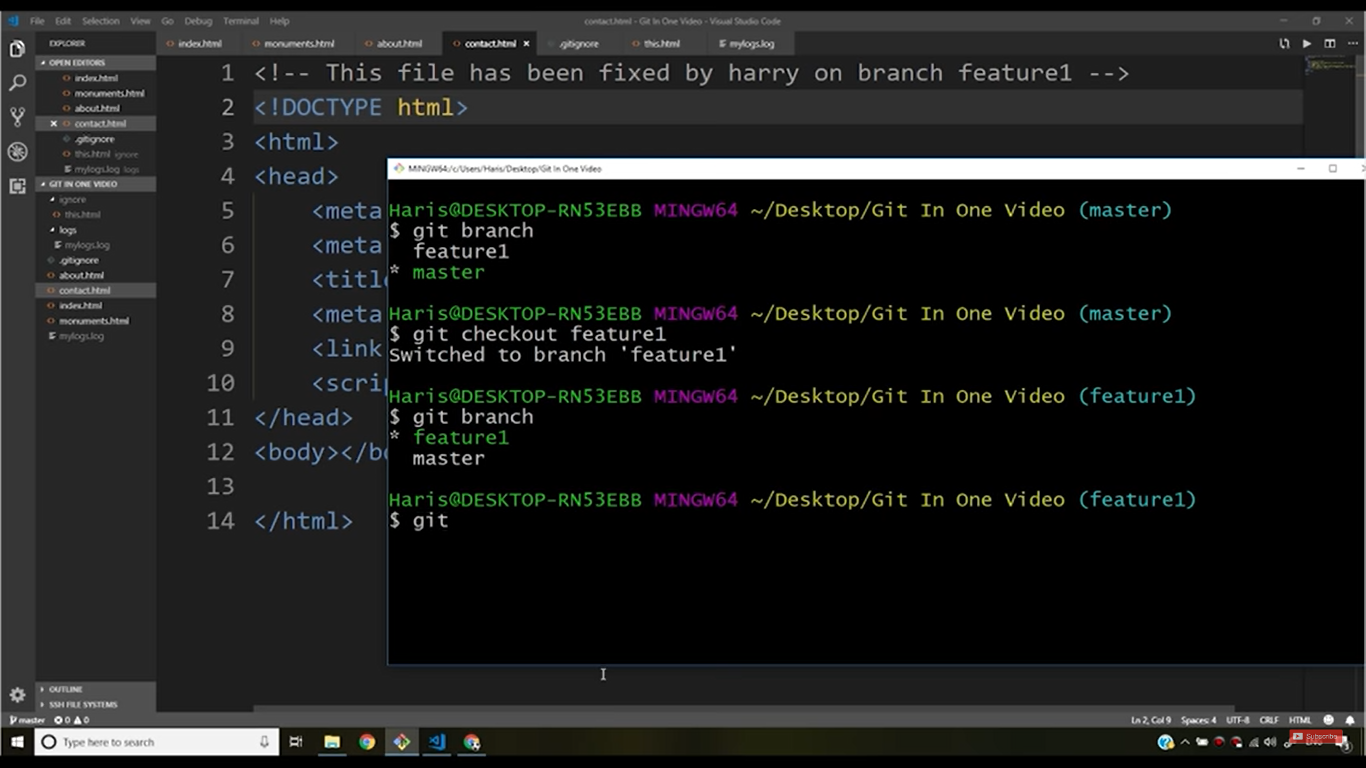 File Edit Selection View Go Debug Terminal Help
contact.html - Git In One Video - Visual Studio Code
EXPLORER
index.html monuments.html about.html contact.html .gitignore this.html mylogs.log
OPEN EDITORS
index.html
monuments.html
about.html
contact.html
.gitignore
this.html ignore
mylogs.log logs
GIT IN ONE VIDEO
ignore
this.html
logs
mylogs.log
.gitignore
about.html
contact.html
index.html
monuments.html
mylogs.log
OUTLINE
SSH FILE SYSTEMS
1 <!-- This file has been fixed by harry on branch feature1 -->
2 <!DOCTYPE html>
3 <html>
4 <head>
5 <meta
6 <meta
7 <title
8 <meta
9 <link
10 <scrip
11 </head>
12 <body></bo
13
14 </html>
MINGW64:/c/Users/Haris/Desktop/Git In One Video
Haris@DESKTOP-RN53EBB MINGW64 ~/Desktop/Git In One Video (master)
$ git branch
feature1
* master
Haris@DESKTOP-RN53EBB MINGW64 ~/Desktop/Git In One Video (master)
$ git checkout feature1
Switched to branch 'feature1'
Haris@DESKTOP-RN53EBB MINGW64 ~/Desktop/Git In One Video (feature1)
$ git branch
* feature1
master
Haris@DESKTOP-RN53EBB MINGW64 ~/Desktop/Git In One Video (feature1)
$ git
master 0 0
Ln 2, Col 9 Spaces: 4 UTF-8 CRLF HTML
Type here to search
Subscribe